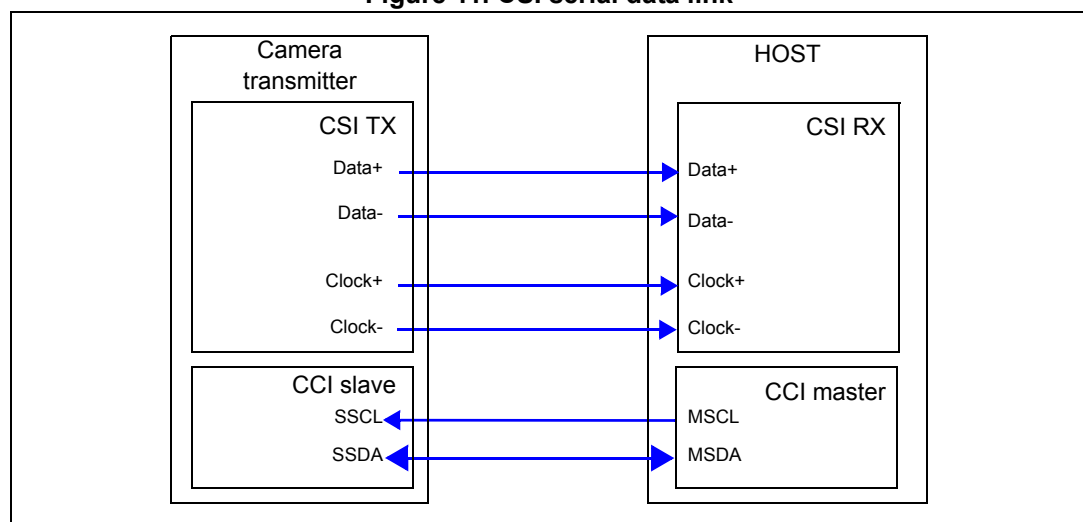 Figure 11. CSI serial data link
Camera
transmitter
HOST
CSI TX
CSI RX
Data+
Data+
Data-
Data-
Clock+
Clock+
Clock-
Clock-
CCI slave
CCI master
SSCL
MSCL
SSDA
MSDA